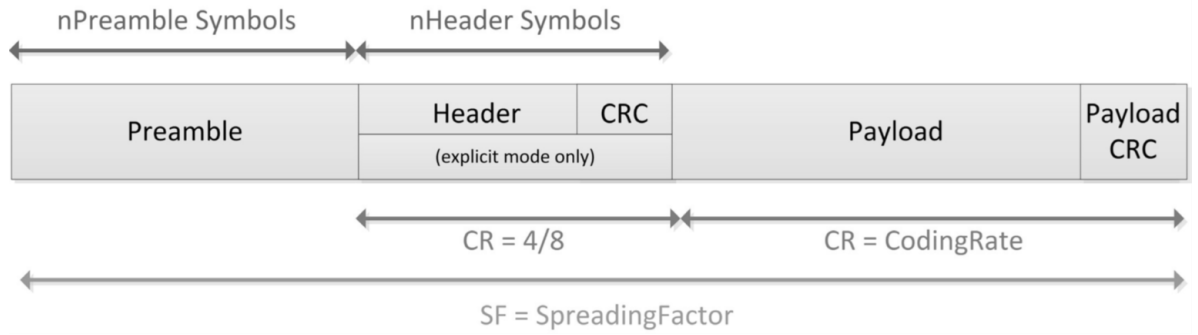 nPreamble Symbols
nHeader Symbols
Preamble
Header
CRC
(explicit mode only)
Payload
Payload
CRC
CR = 4/8
CR = CodingRate
SF = SpreadingFactor